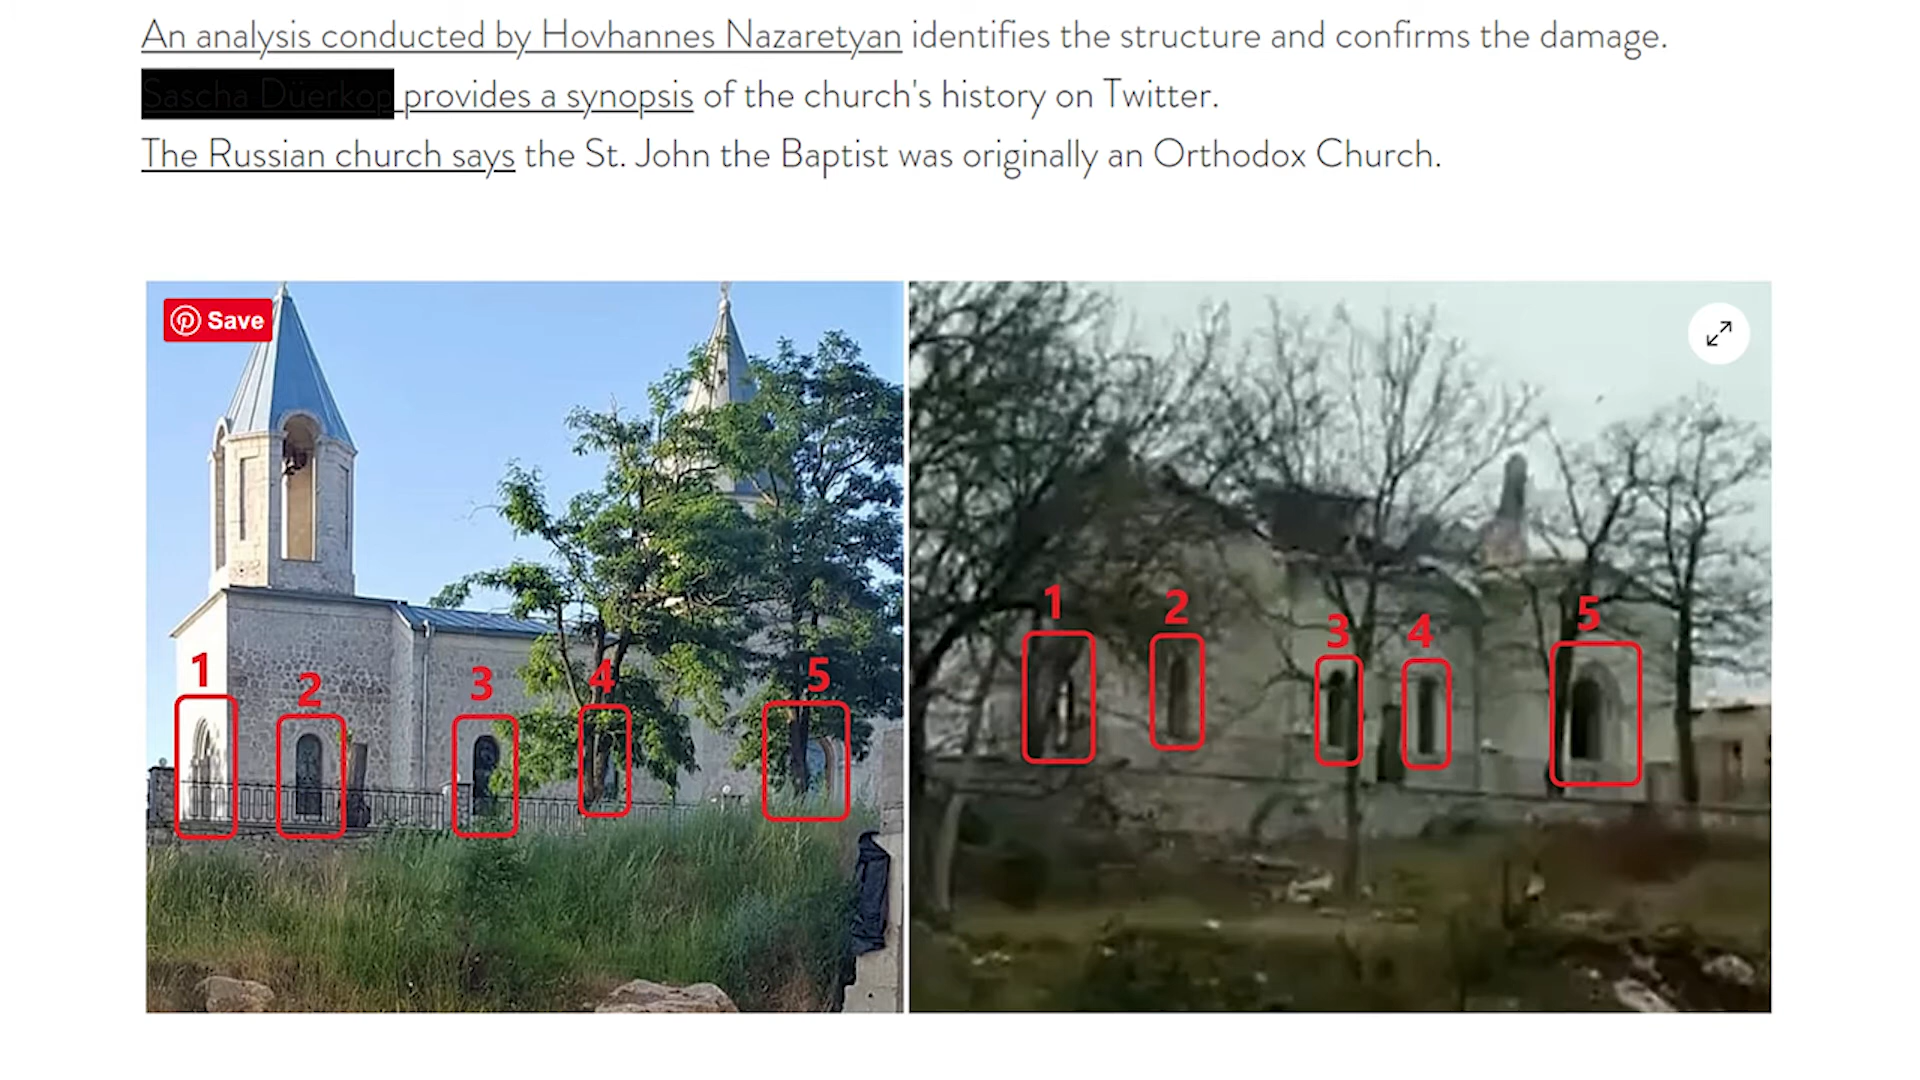 An analysis conducted by Hovhannes Nazaretyan identifies the structure and confirms the damage.
Sascha Düerkop provides a synopsis of the church's history on Twitter.
The Russian church says the St. John the Baptist was originally an Orthodox Church.
Save
1 2 3 4 5
1 2 3 4 5